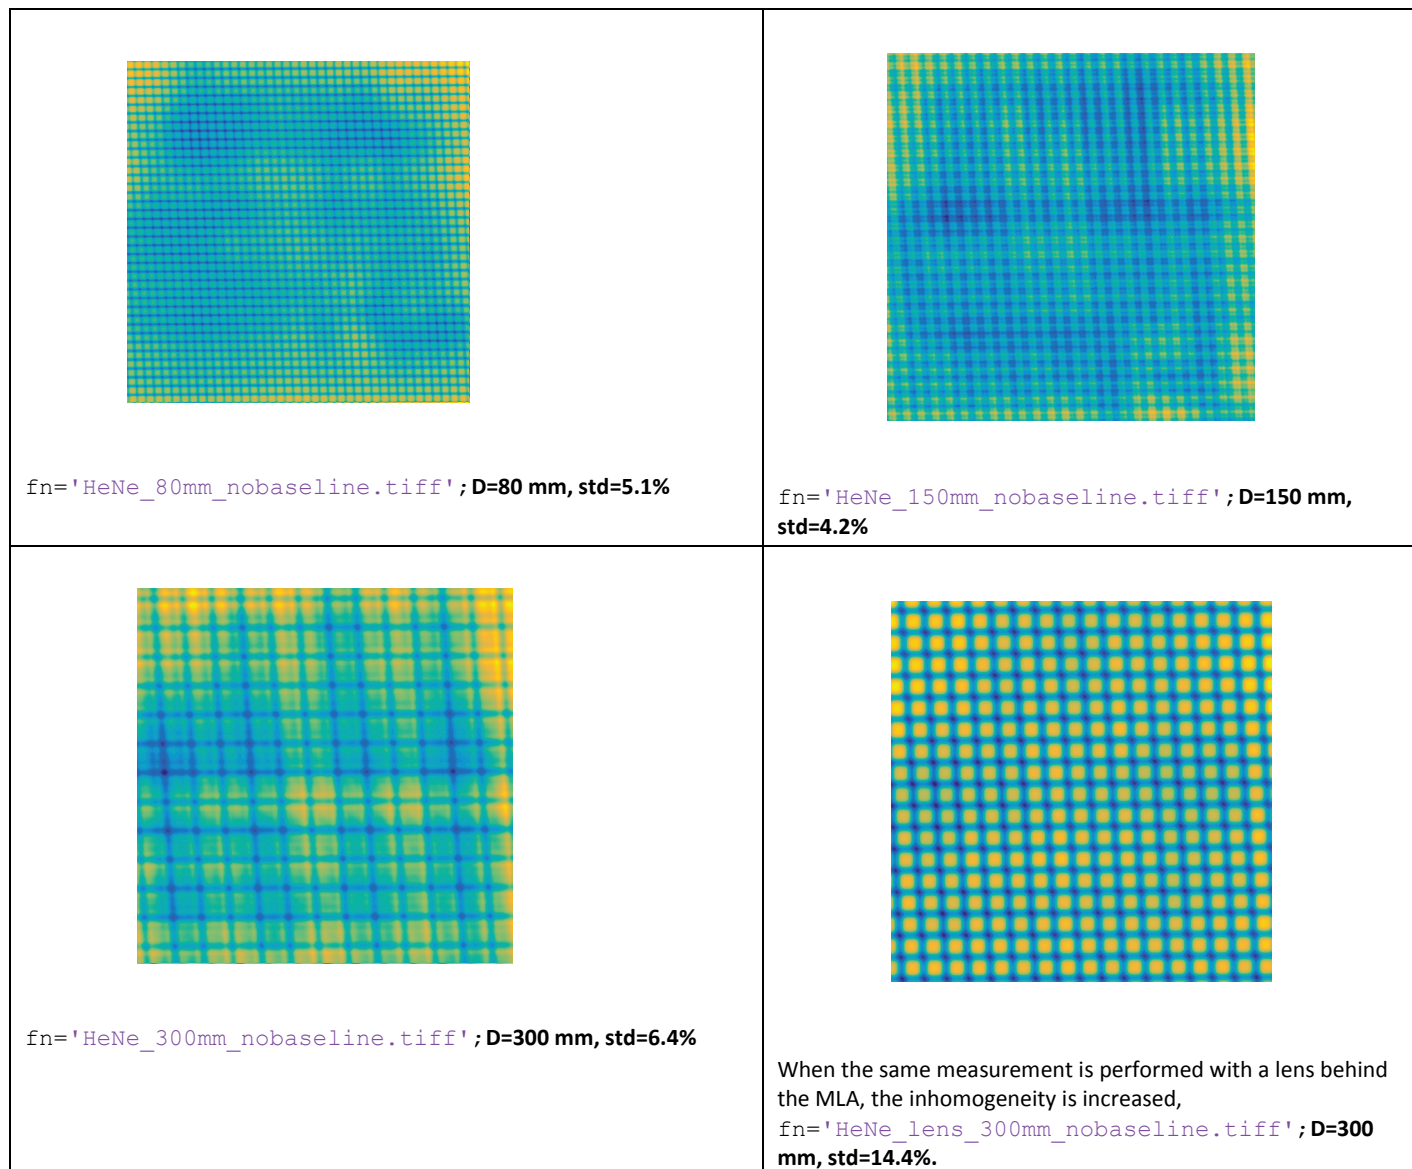 fn='HeNe_80mm_nobaseline.tiff'; D=80 mm, std=5.1%
fn='HeNe_150mm_nobaseline.tiff'; D=150 mm,
std=4.2%
fn='HeNe_300mm_nobaseline.tiff'; D=300 mm, std=6.4%
When the same measurement is performed with a lens behind
the MLA, the inhomogeneity is increased,
fn='HeNe_lens_300mm_nobaseline.tiff'; D=300
mm, std=14.4%.